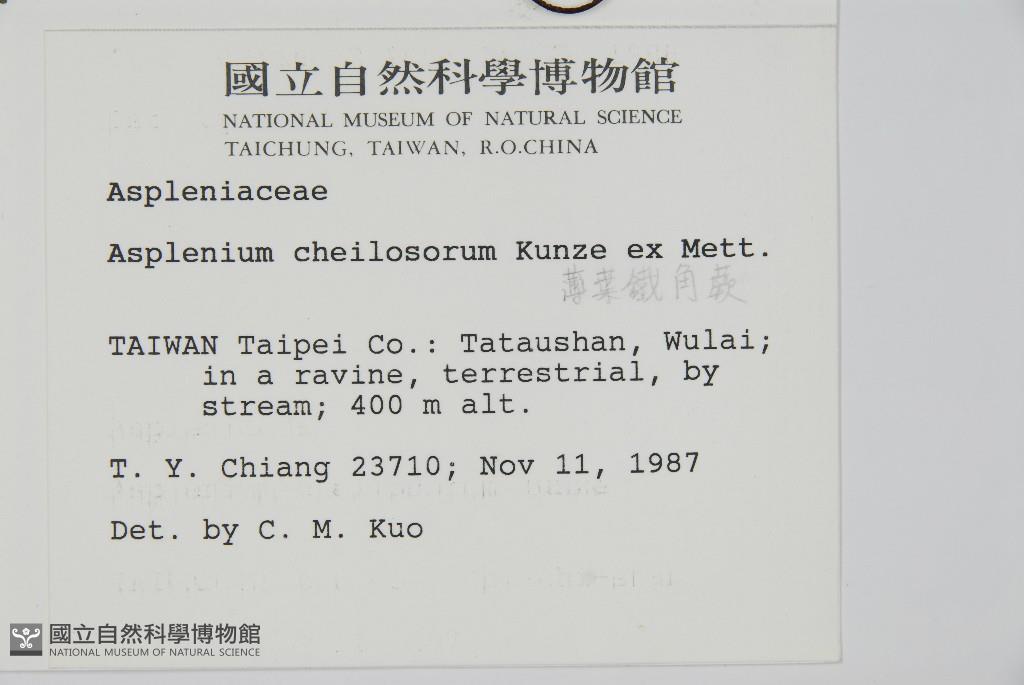 國立自然科學博物館
NATIONAL MUSEUM OF NATURAL SCIENCE
TAICHUNG, TAIWAN, R.O.CHINA
Aspleniaceae
Asplenium cheilosorum Kunze ex Mett.
薄葉鐵角蕨
TAIWAN Taipei Co.: Tataushan, Wulai;
in a ravine, terrestrial, by
stream; 400 m alt.
T. Y. Chiang 23710; Nov 11, 1987
Det. by C. M. Kuo
國立自然科學博物館
NATIONAL MUSEUM OF NATURAL SCIENCE